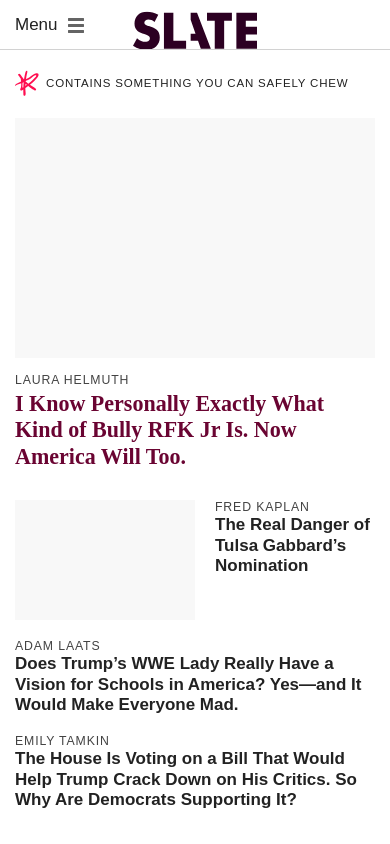 Menu
SLATE
CONTAINS SOMETHING YOU CAN SAFELY CHEW
LAURA HELMUTH
I Know Personally Exactly What
Kind of Bully RFK Jr Is. Now
America Will Too.
FRED KAPLAN
The Real Danger of
Tulsa Gabbard’s
Nomination
ADAM LAATS
Does Trump’s WWE Lady Really Have a
Vision for Schools in America? Yes—and It
Would Make Everyone Mad.
EMILY TAMKIN
The House Is Voting on a Bill That Would
Help Trump Crack Down on His Critics. So
Why Are Democrats Supporting It?